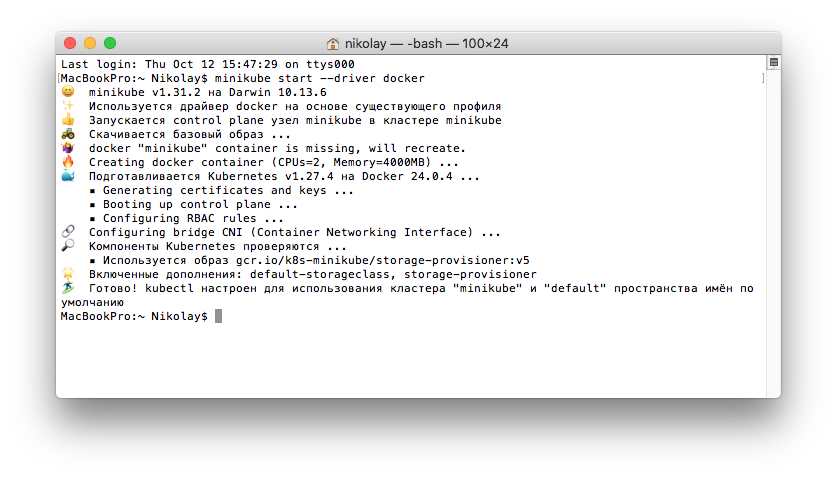 nikolay — -bash — 100×24
Last login: Thu Oct 12 15:47:29 on ttys000
[MacBookPro:~ Nikolay$ minikube start --driver docker ]
😄 minikube v1.31.2 на Darwin 10.13.6
✨ Используется драйвер docker на основе существующего профиля
👍 Запускается control plane узел minikube в кластере minikube
🚜 Скачивается базовый образ ...
🤷 docker "minikube" container is missing, will recreate.
🔥 Creating docker container (CPUs=2, Memory=4000MB) ...
🐳 Подготавливается Kubernetes v1.27.4 на Docker 24.0.4 ...
▪ Generating certificates and keys ...
▪ Booting up control plane ...
▪ Configuring RBAC rules ...
🔗 Configuring bridge CNI (Container Networking Interface) ...
🔎 Компоненты Kubernetes проверяются ...
▪ Используется образ gcr.io/k8s-minikube/storage-provisioner:v5
🌟 Включенные дополнения: default-storageclass, storage-provisioner
🏄 Готово! kubectl настроен для использования кластера "minikube" и "default" пространства имён по
умолчанию
MacBookPro:~ Nikolay$